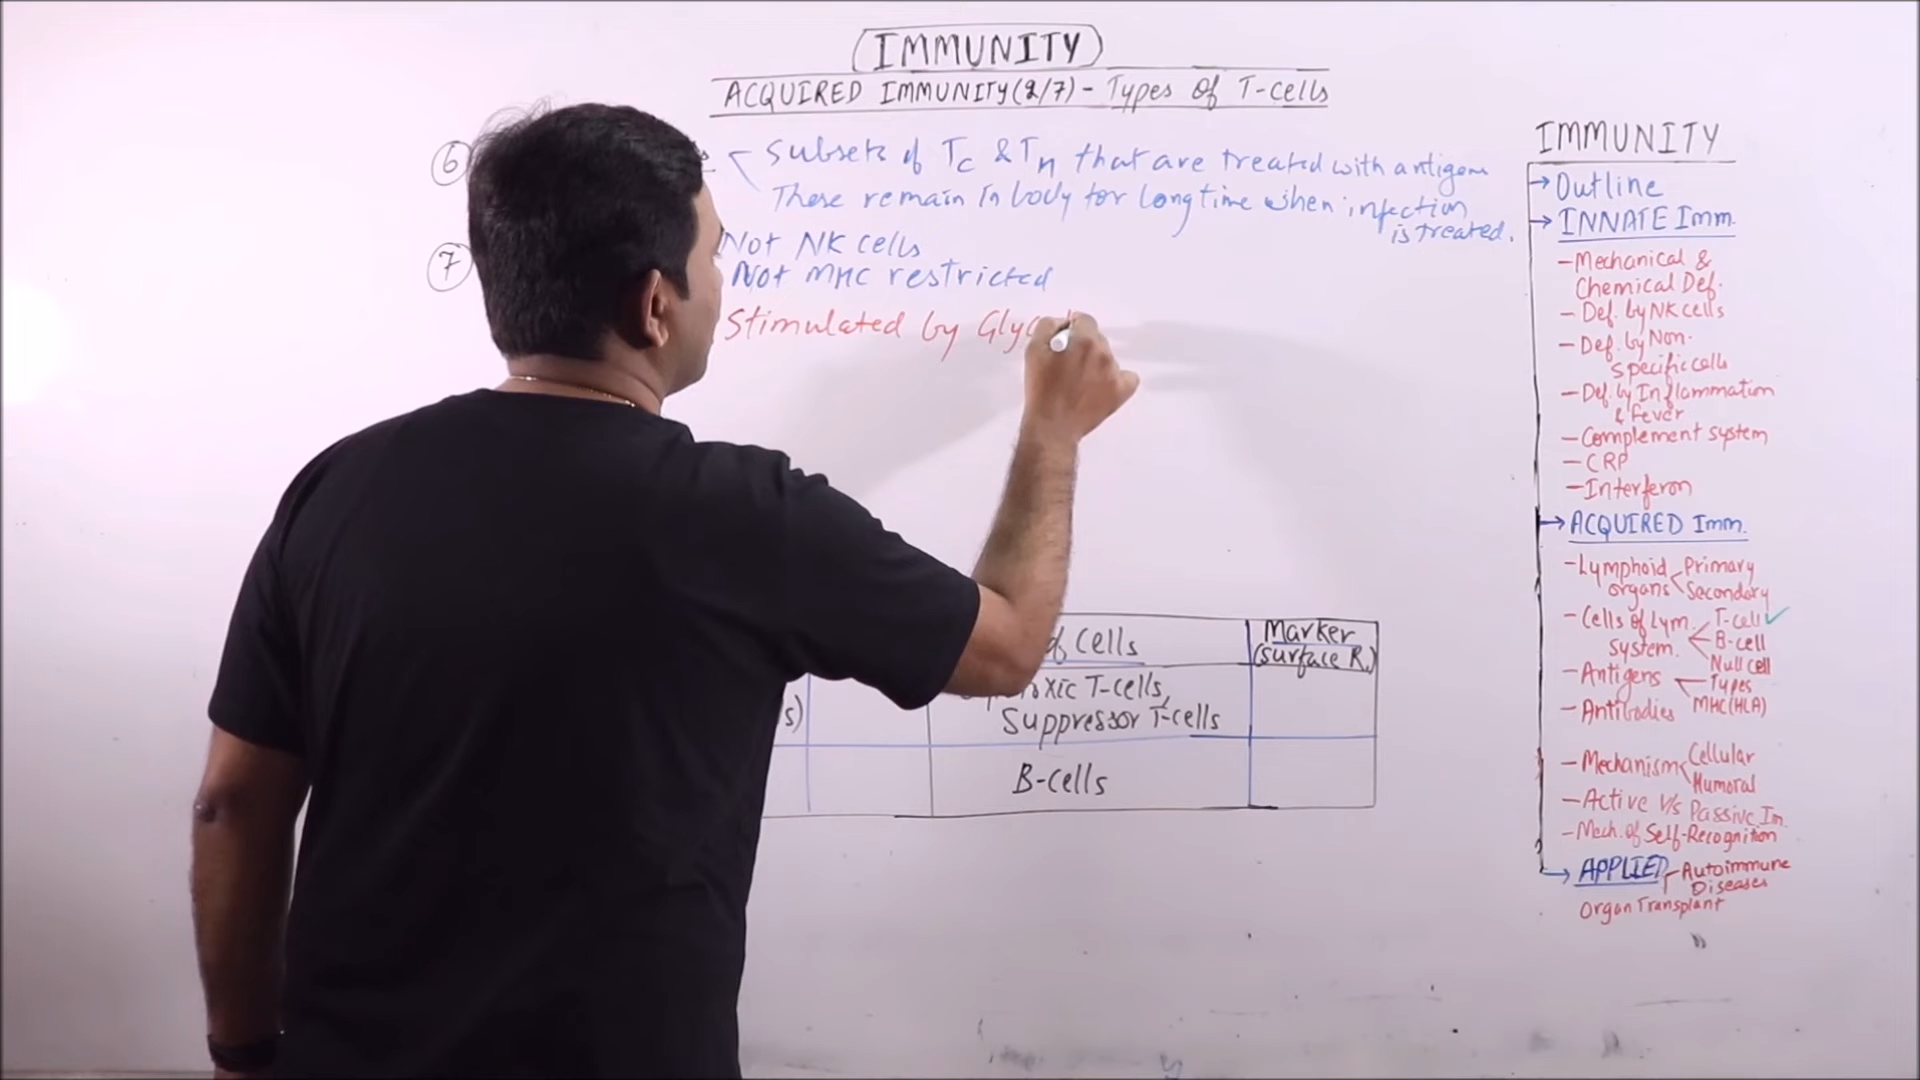 IMMUNITY
ACQUIRED IMMUNITY(2/7) - Types Of T-cells
6
Subsets of Tc & TH that are treated with antigens
These remain in body for long time when infection
is treated.
7
Not NK cells
Not MHC restricted
Stimulated by Glyc
of Cells
Marker
(Surface R.)
xic T-cells,
s)
Suppressor T-cells
B-cells
IMMUNITY
→ Outline
→ INNATE Imm.
- Mechanical &
Chemical Def.
- Def. by NK cells
- Def. by Non-
Specific cells
- Def. by Inflammation
& fever
- Complement system
- CRP
- Interferon
→ ACQUIRED Imm.
- Lymphoid organs < Primary
Secondary
- Cells of Lym. system < T-cell ✓
B-cell
Null cell
- Antigens < Types
MHC (HLA)
- Antibodies
- Mechanism < Cellular
Humoral
- Active V/s Passive Im.
- Mech. of Self-Recognition
→ APPLIED - Autoimmune
Diseases
Organ Transplant